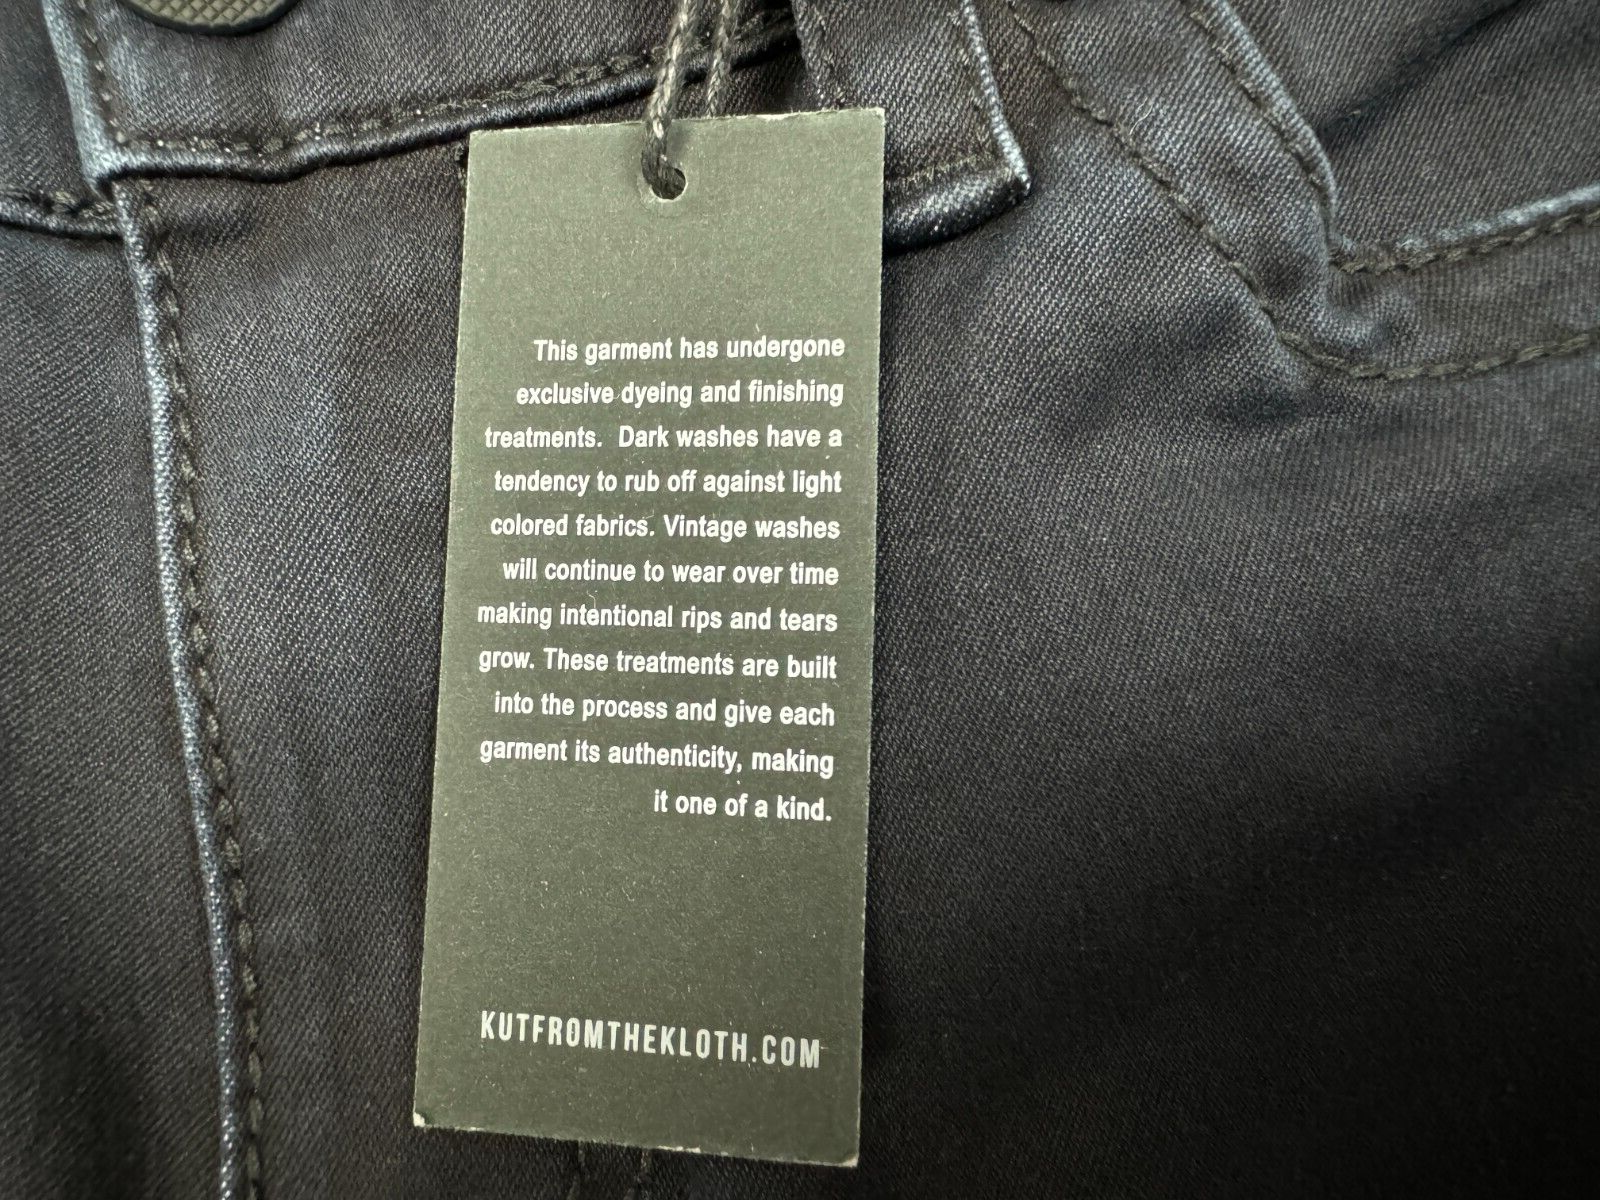 This garment has undergone
exclusive dyeing and finishing
treatments.  Dark washes have a
tendency to rub off against light
colored fabrics. Vintage washes
will continue to wear over time
making intentional rips and tears
grow. These treatments are built
into the process and give each
garment its authenticity, making
it one of a kind.
KUTFROMTHEKLOTH.COM